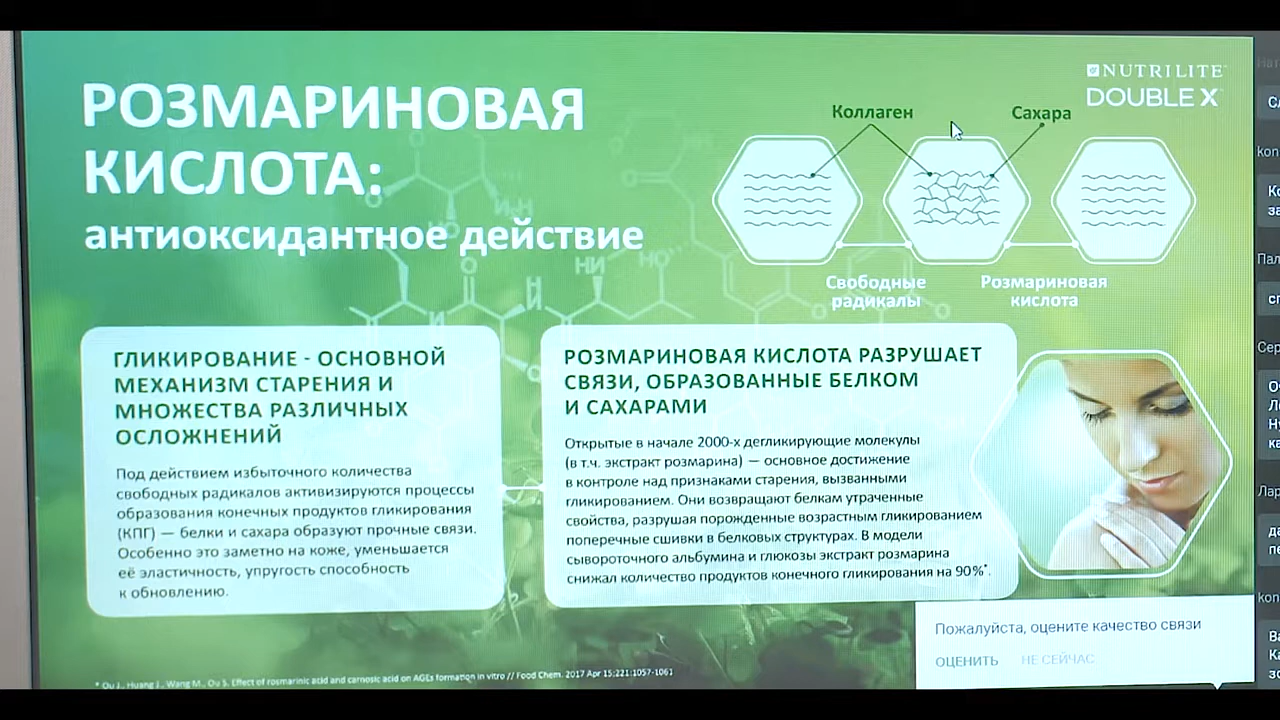 РОЗМАРИНОВАЯ
КИСЛОТА:
антиоксидантное действие
NUTRILITE
DOUBLE X
Коллаген
Сахара
Свободные
радикалы
Розмариновая
кислота
ГЛИКИРОВАНИЕ - ОСНОВНОЙ
МЕХАНИЗМ СТАРЕНИЯ И
МНОЖЕСТВА РАЗЛИЧНЫХ
ОСЛОЖНЕНИЙ
Под действием избыточного количества
свободных радикалов активизируются процессы
образования конечных продуктов гликирования
(КПГ) — белки и сахара образуют прочные связи.
Особенно это заметно на коже, уменьшается
её эластичность, упругость способность
к обновлению.
РОЗМАРИНОВАЯ КИСЛОТА РАЗРУШАЕТ
СВЯЗИ, ОБРАЗОВАННЫЕ БЕЛКОМ
И САХАРАМИ
Открытые в начале 2000-х дегликирующие молекулы
(в т.ч. экстракт розмарина) — основное достижение
в контроле над признаками старения, вызванными
гликированием. Они возвращают белкам утраченные
свойства, разрушая порожденные возрастным гликированием
поперечные сшивки в белковых структурах. В модели
сывороточного альбумина и глюкозы экстракт розмарина
снижал количество продуктов конечного гликирования на 90%*.
* Ou J., Huang J., Wang M., Ou S. Effect of rosmarinic acid and carnosic acid on AGEs formation in vitro // Food Chem. 2017 Apr 15;221:1057-1061
Пожалуйста, оцените качество связи
ОЦЕНИТЬ НЕ СЕЙЧАС